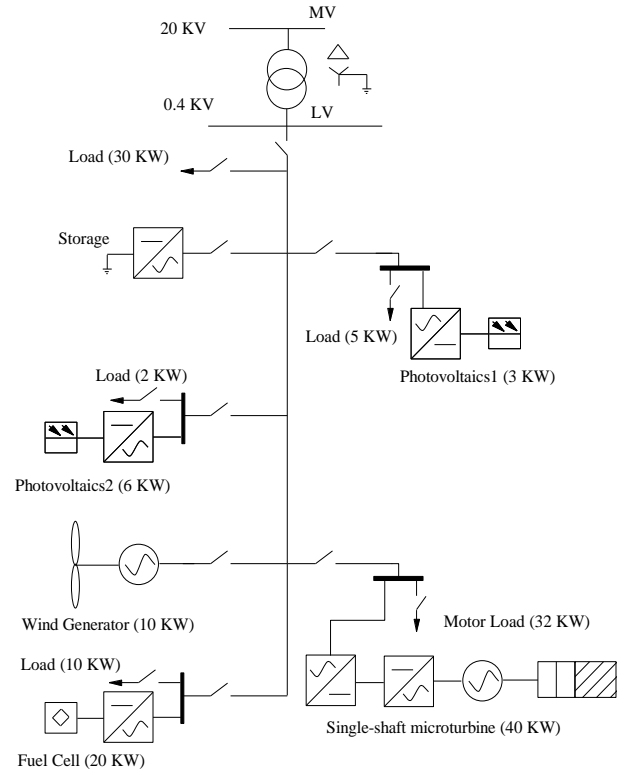 MV
20 KV
0.4 KV
LV
Load (30 KW)
Storage
Load (5 KW)
Photovoltaics1 (3 KW)
Load (2 KW)
Photovoltaics2 (6 KW)
Wind Generator (10 KW)
Motor Load (32 KW)
Load (10 KW)
Single-shaft microturbine (40 KW)
Fuel Cell (20 KW)